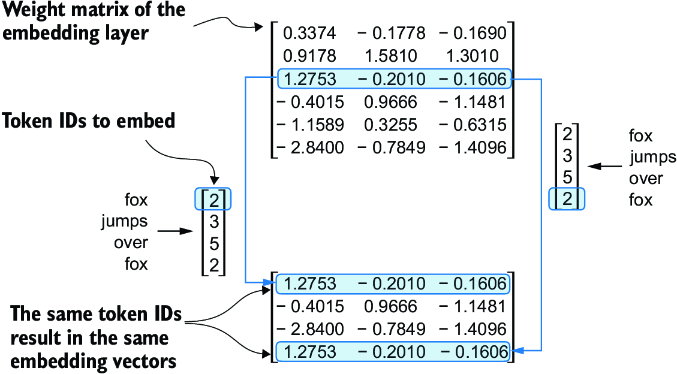 Weight matrix of the
embedding layer
0.3374 − 0.1778 − 0.1690
0.9178 1.5810 1.3010
1.2753 − 0.2010 − 0.1606
− 0.4015 0.9666 − 1.1481
− 1.1589 0.3255 − 0.6315
− 2.8400 − 0.7849 − 1.4096
Token IDs to embed
fox 2
jumps 3
over 5
fox 2
2 fox
3 jumps
5 over
2 fox
The same token IDs
result in the same
embedding vectors
1.2753 − 0.2010 − 0.1606
− 0.4015 0.9666 − 1.1481
− 2.8400 − 0.7849 − 1.4096
1.2753 − 0.2010 − 0.1606